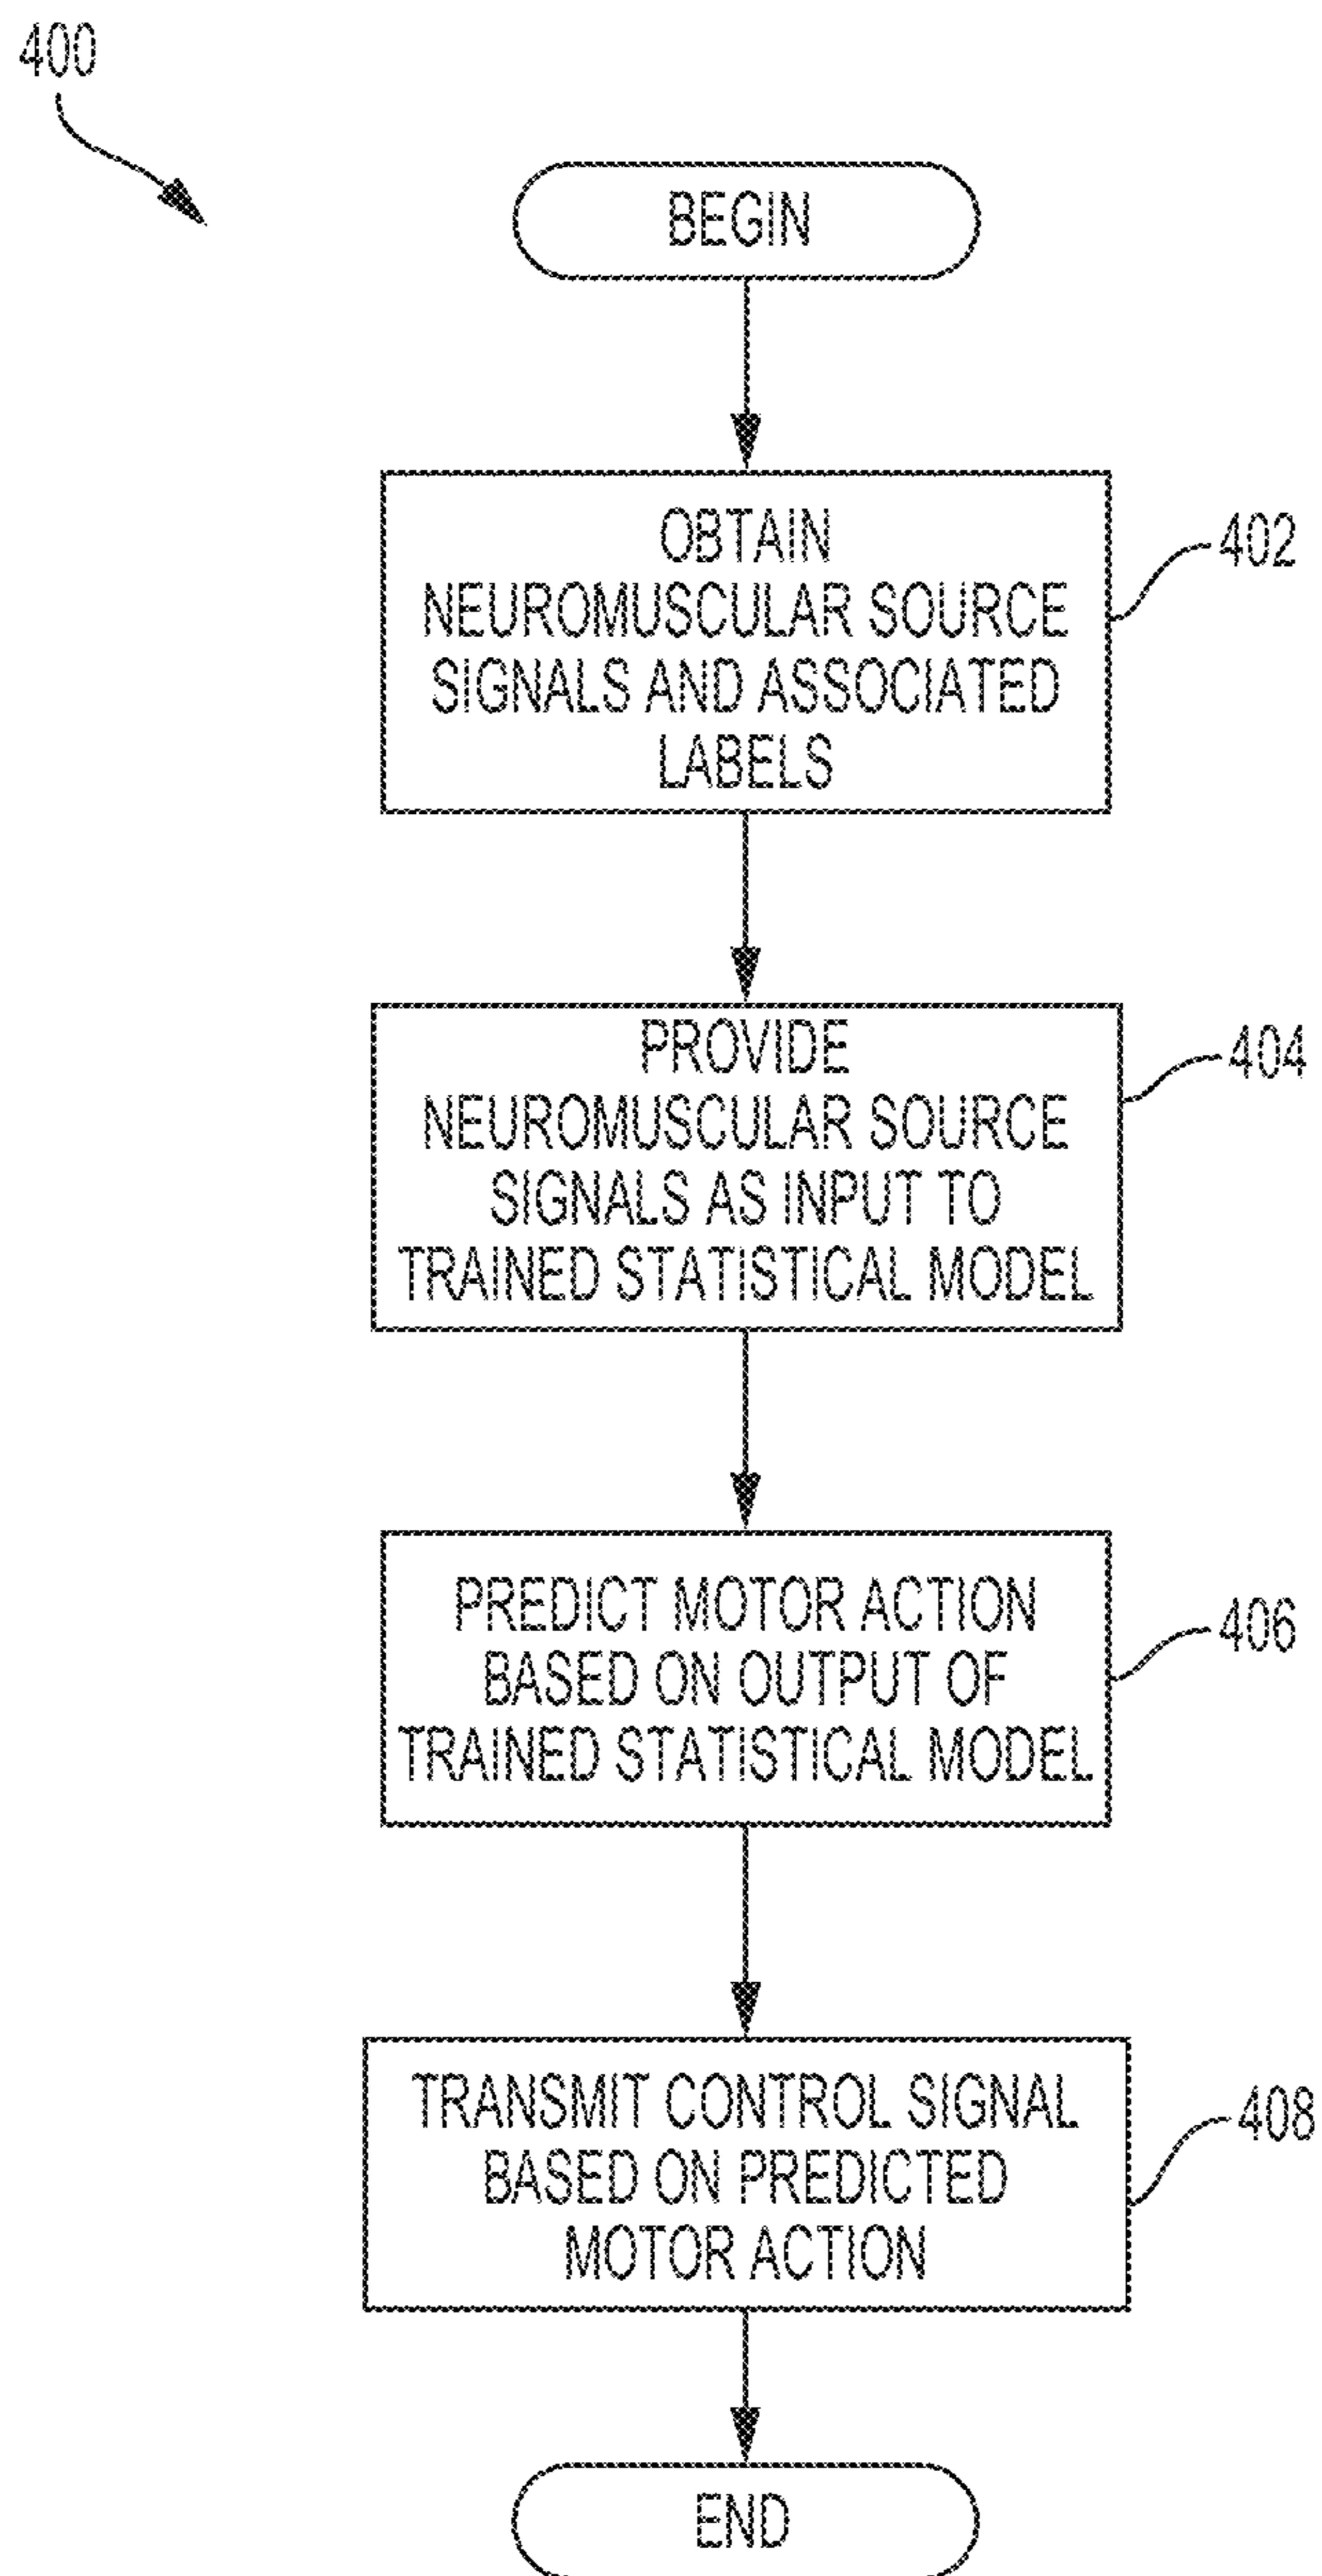 400
BEGIN
OBTAIN
NEUROMUSCULAR SOURCE
SIGNALS AND ASSOCIATED
LABELS
402
PROVIDE
NEUROMUSCULAR SOURCE
SIGNALS AS INPUT TO
TRAINED STATISTICAL MODEL
404
PREDICT MOTOR ACTION
BASED ON OUTPUT OF
TRAINED STATISTICAL MODEL
406
TRANSMIT CONTROL SIGNAL
BASED ON PREDICTED
MOTOR ACTION
408
END